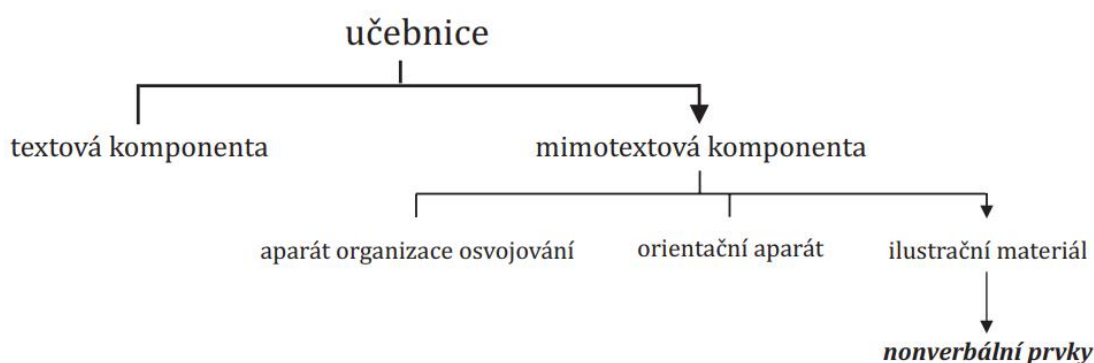 učebnice
textová komponenta
mimotextová komponenta
aparát organizace osvojování
orientační aparát
ilustrační materiál
nonverbální prvky